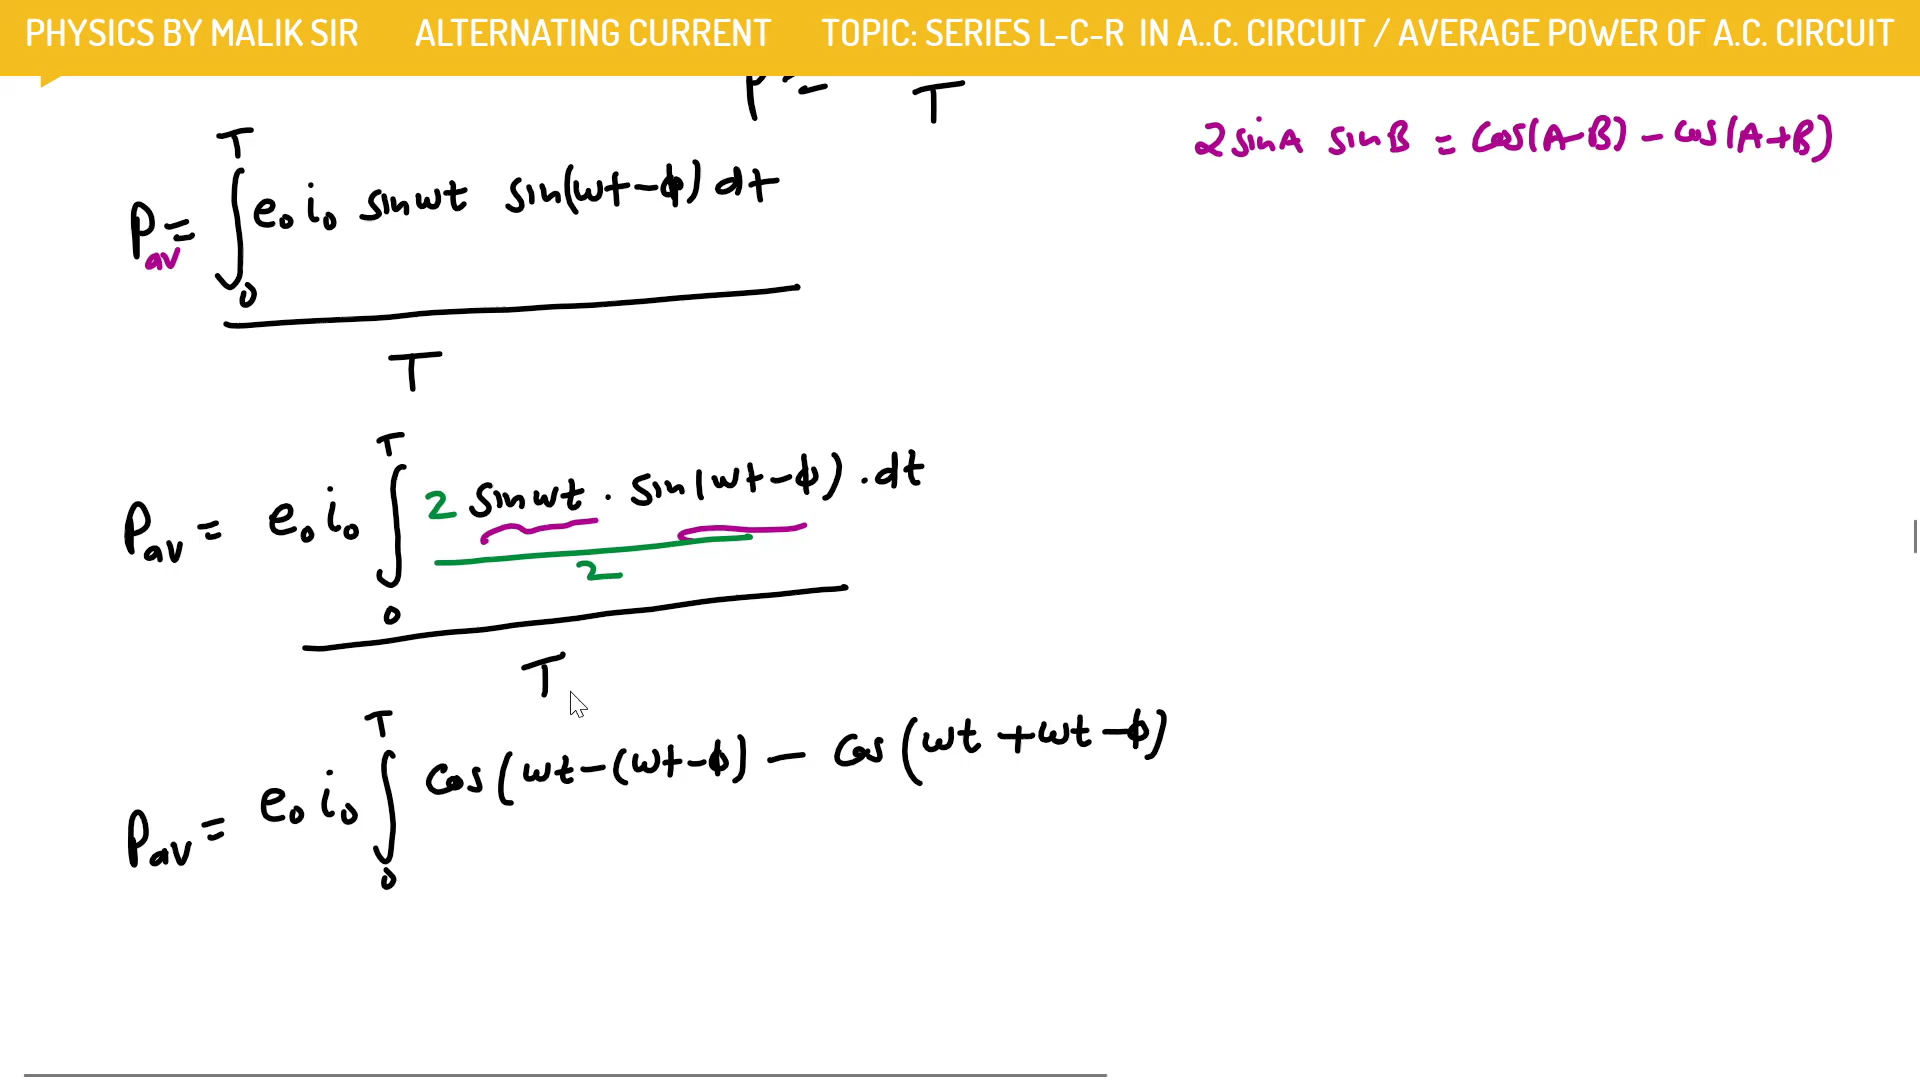 PHYSICS BY MALIK SIR ALTERNATING CURRENT TOPIC: SERIES L-C-R IN A..C. CIRCUIT / AVERAGE POWER OF A.C. CIRCUIT
T
2 sinA sinB = cos(A-B) - cos(A+B)
T
Pav = ∫ e₀ i₀ sinωt sin(ωt-ϕ) dt
0
T
T
Pav = e₀ i₀ ∫ 2 sinωt · sin(ωt-ϕ) · dt
2
0
T
T
Pav = e₀ i₀ ∫ cos(ωt-(ωt-ϕ) - cos(ωt+ωt-ϕ)
0